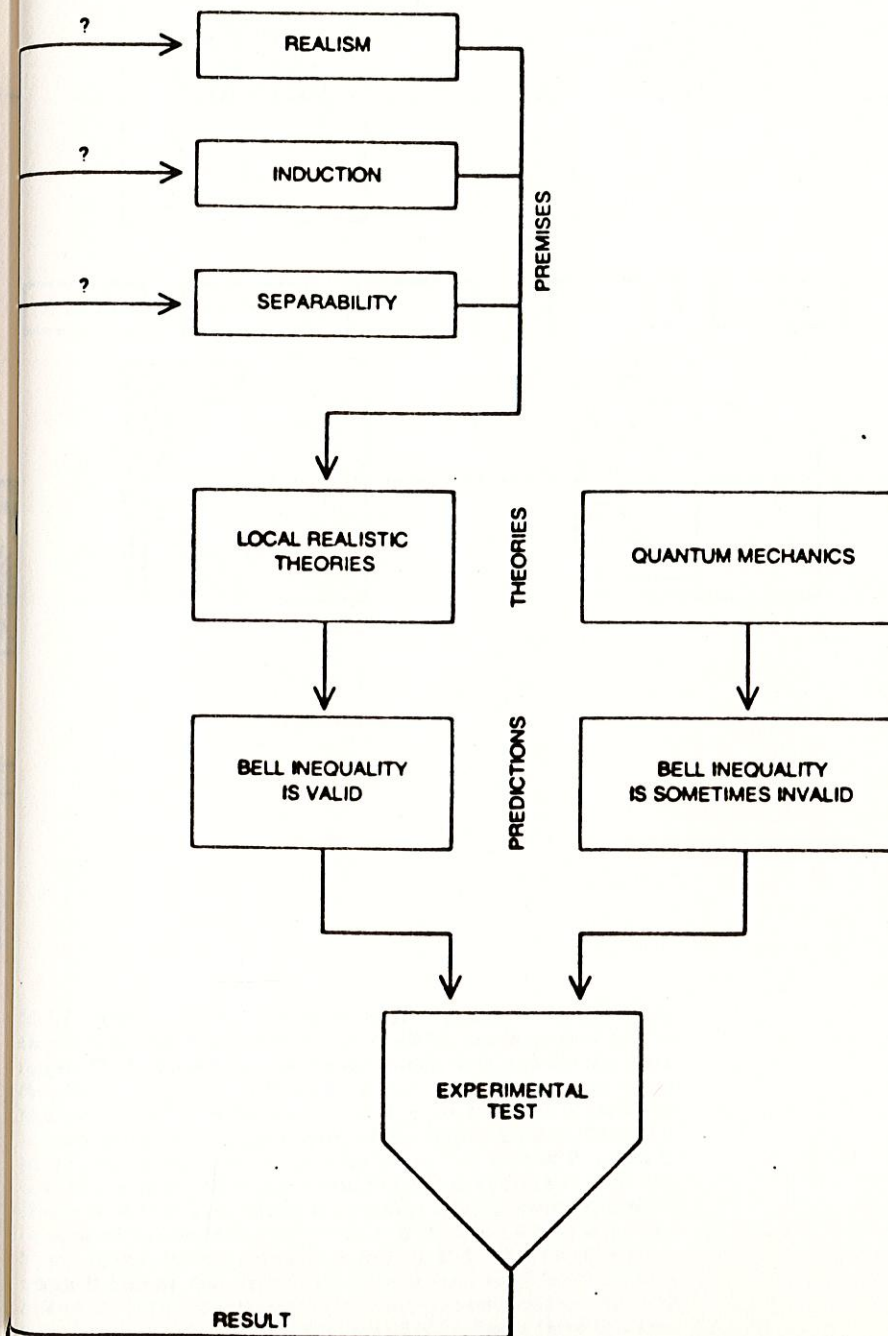 ?
REALISM
?
INDUCTION
PREMISES
?
SEPARABILITY
LOCAL REALISTIC
THEORIES
THEORIES
QUANTUM MECHANICS
BELL INEQUALITY
IS VALID
PREDICTIONS
BELL INEQUALITY
IS SOMETIMES INVALID
EXPERIMENTAL
TEST
RESULT